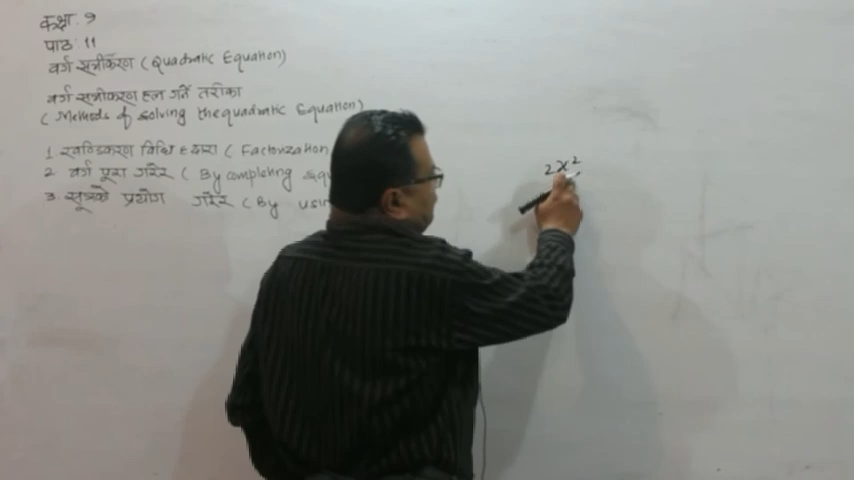 कक्षा. 9
पाठ: 11
वर्ग समीकरण (Quadratic Equation)
वर्ग समीकरण हल गर्ने तरीका
(Methods of solving the quadratic Equation)
1. खण्डिकरण विधि द्वारा (Factorization
2. वर्ग पूरा गरेर (By completing
3. सूत्रको प्रयोग गरेर (By
2x²